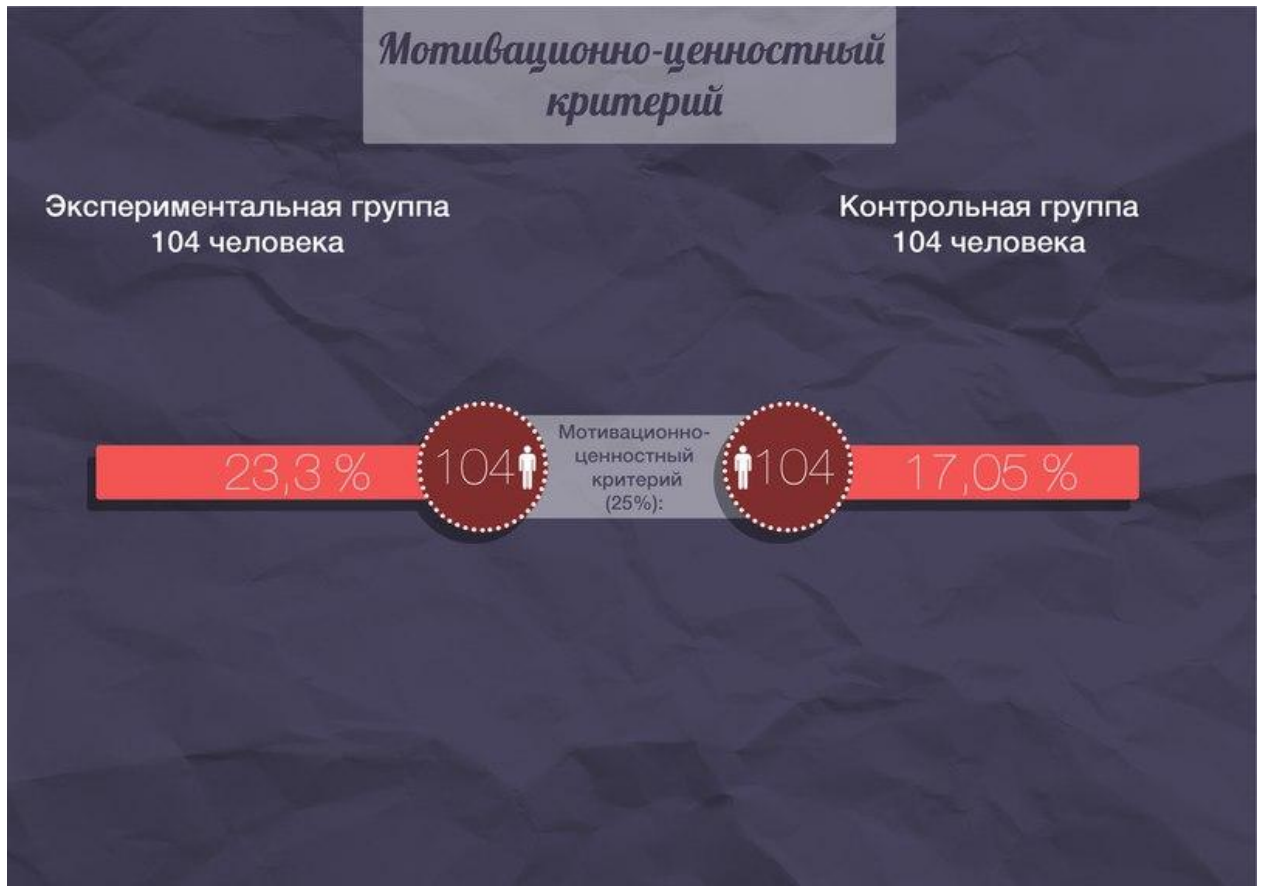 Мотивационно-ценностный
критерий
Экспериментальная группа
104 человека
Контрольная группа
104 человека
23,3 %
104
Мотивационно-
ценностный
критерий
(25%):
104
17,05 %